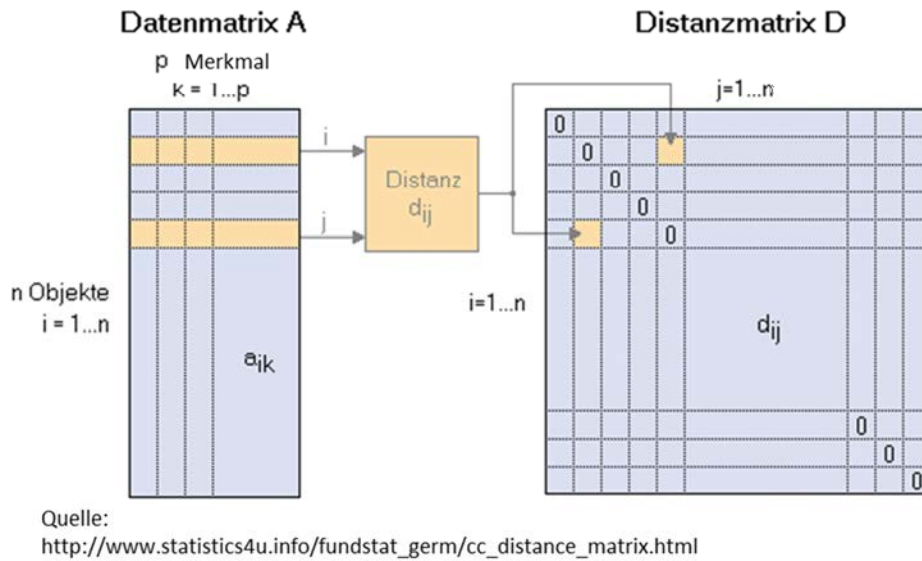 Datenmatrix A
Distanzmatrix D
p Merkmal
k = 1...p
j=1...n
i
j
Distanz
dij
n Objekte
i = 1...n
aik
i=1...n
dij
0
0
0
0
0
0
0
0
Quelle:
http://www.statistics4u.info/fundstat_germ/cc_distance_matrix.html